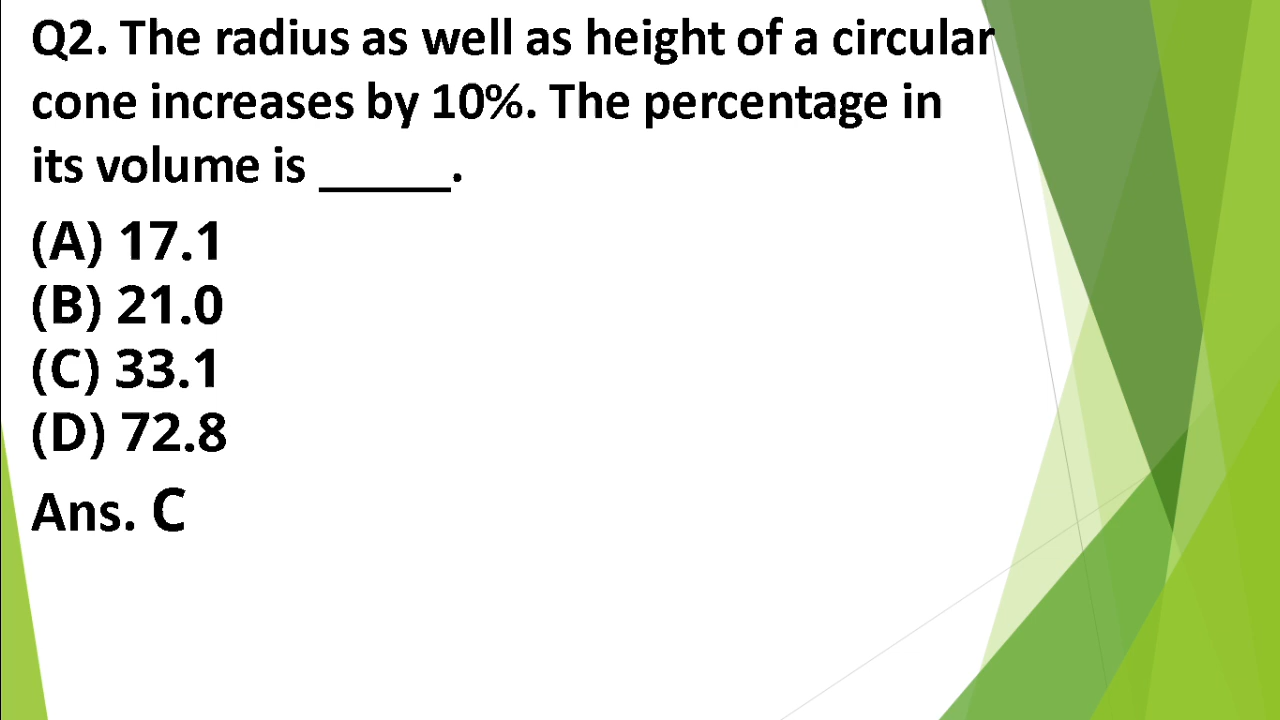 Q2. The radius as well as height of a circular
cone increases by 10%. The percentage in
its volume is _____.
(A) 17.1
(B) 21.0
(C) 33.1
(D) 72.8
Ans. C